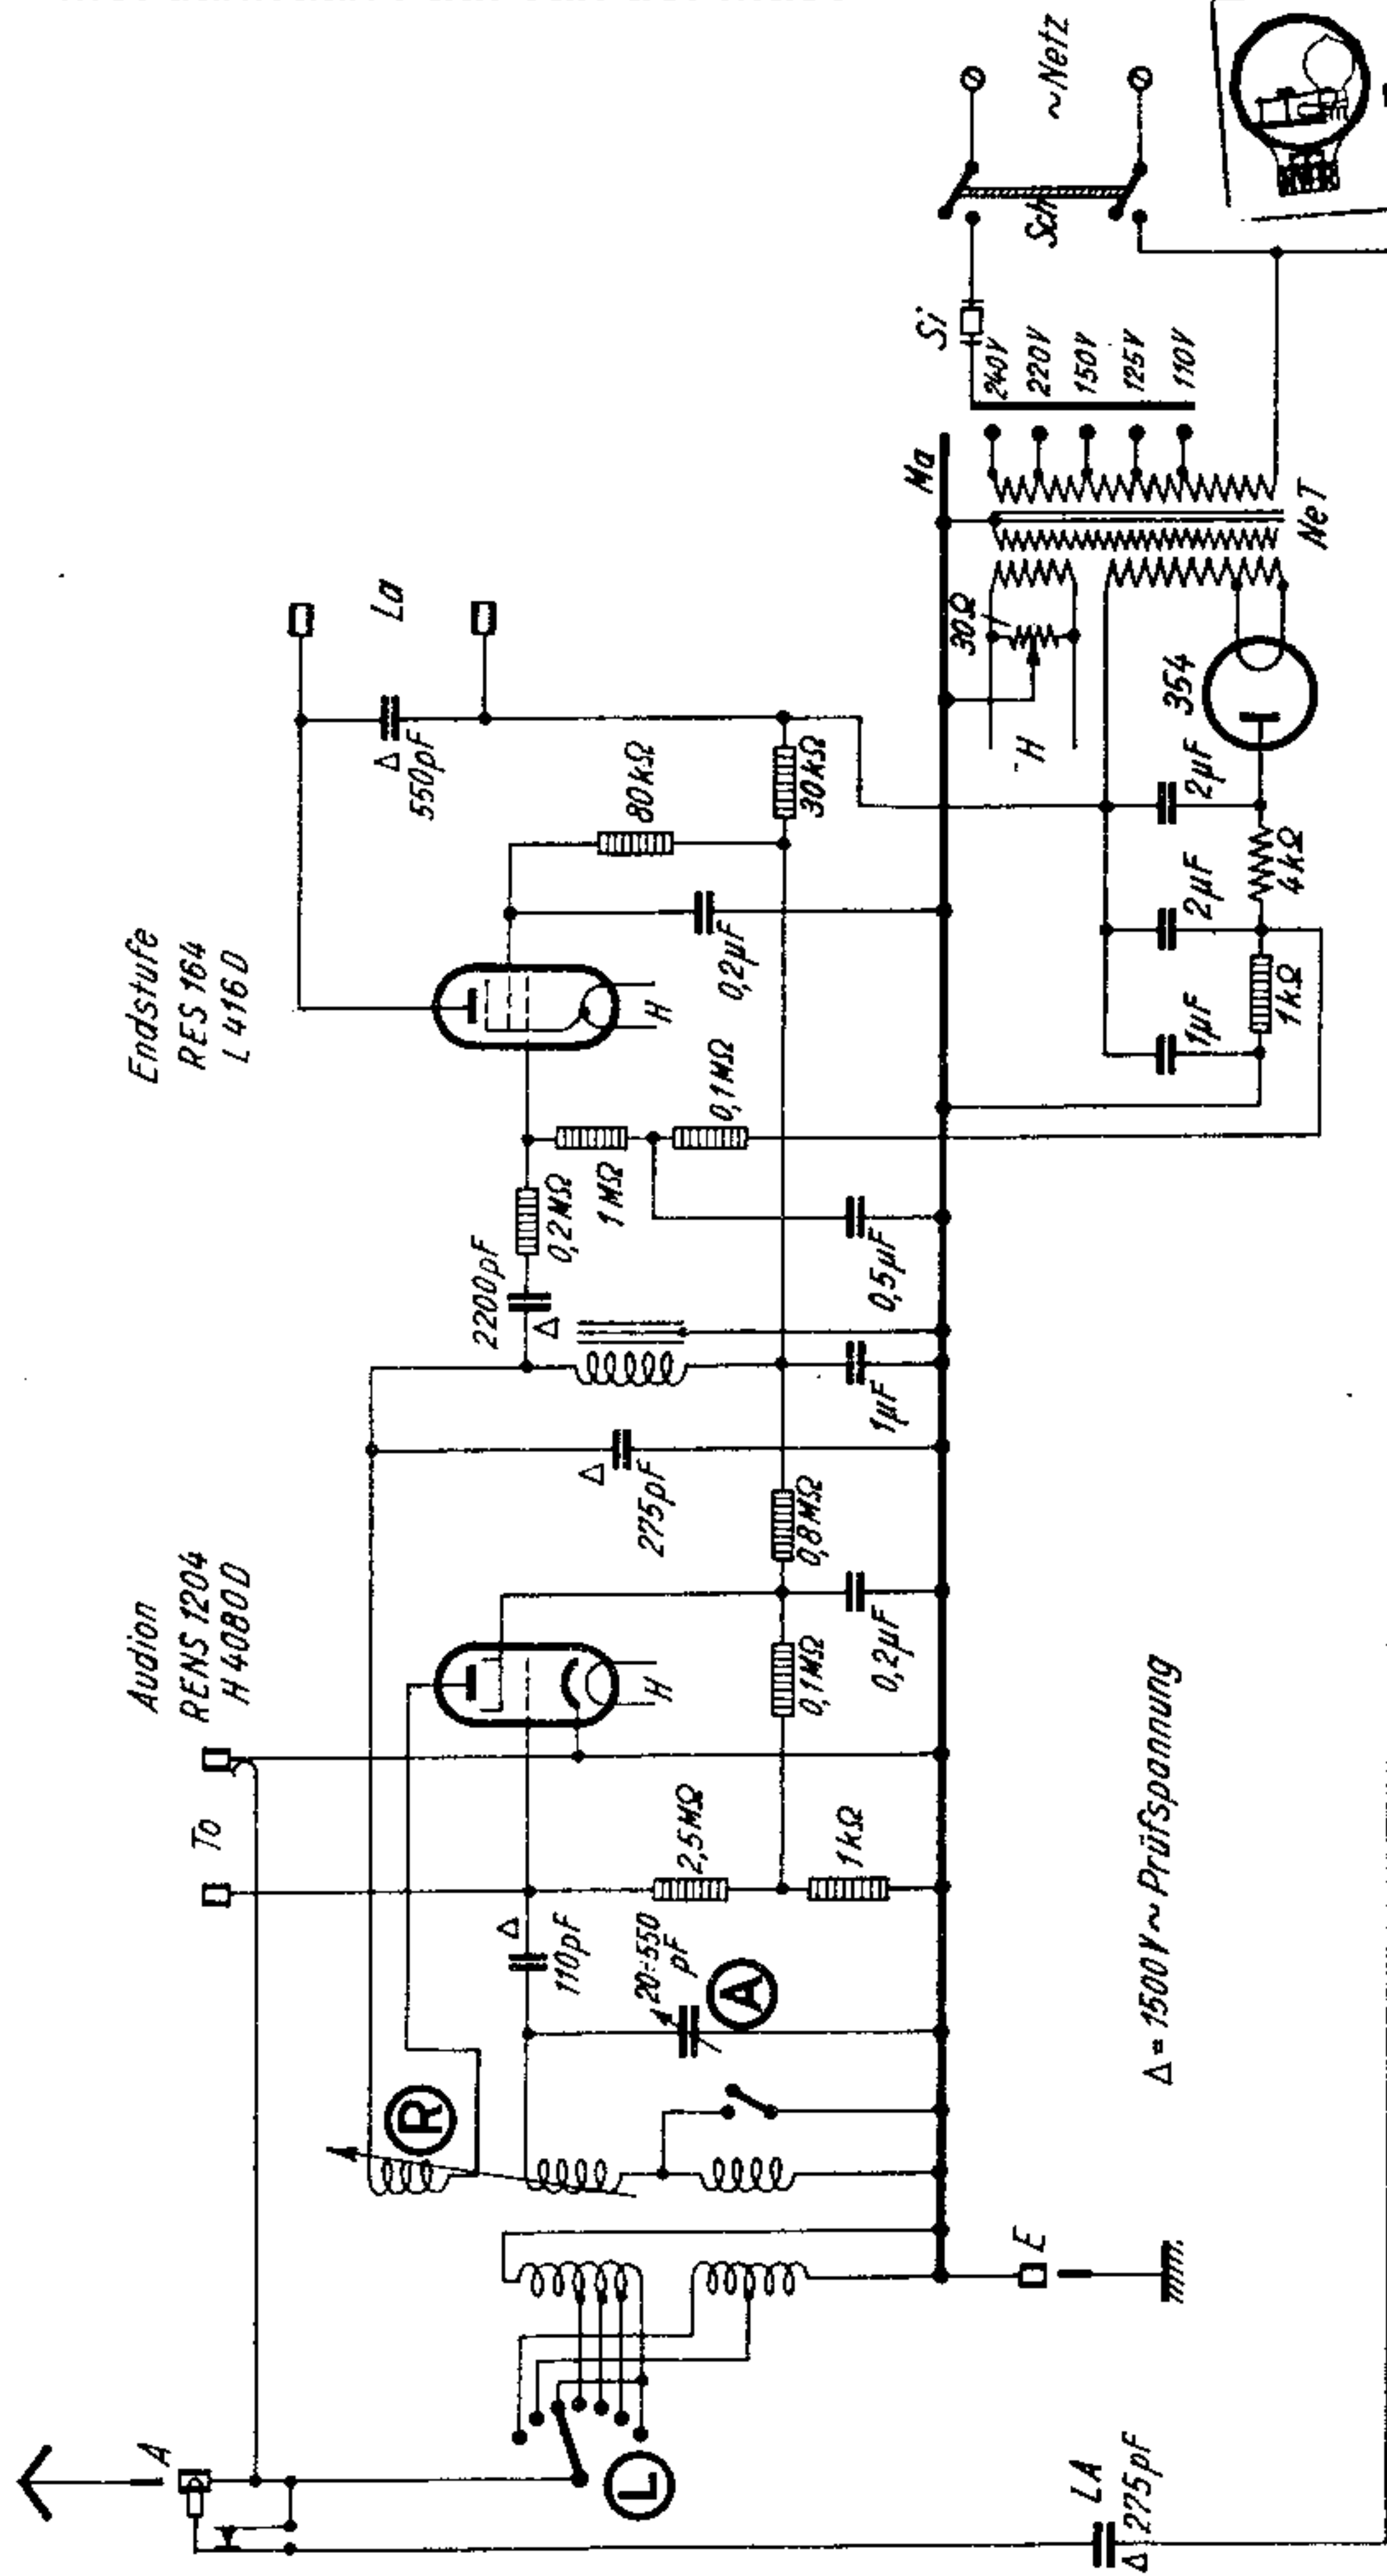 A
L
LA
Δ 275pF
E
R
To
Audion
RENS 1204
H 4080D
Δ
110pF
20÷550
pF
A
2,5MΩ
1kΩ
H
0,1MΩ
0,2µF
0,8MΩ
Δ
275pF
1µF
2200pF
Δ
0,2MΩ
1MΩ
0,1MΩ
0,5µF
Endstufe
RES 164
L 416D
H
0,2µF
80kΩ
30kΩ
Δ
550pF
La
Ma
30Ω
H
354
2µF
2µF
1µF
4kΩ
1kΩ
NeT
240V
220V
150V
125V
110V
Si
Sch
~Netz
Δ = 1500V~ Prüfspannung